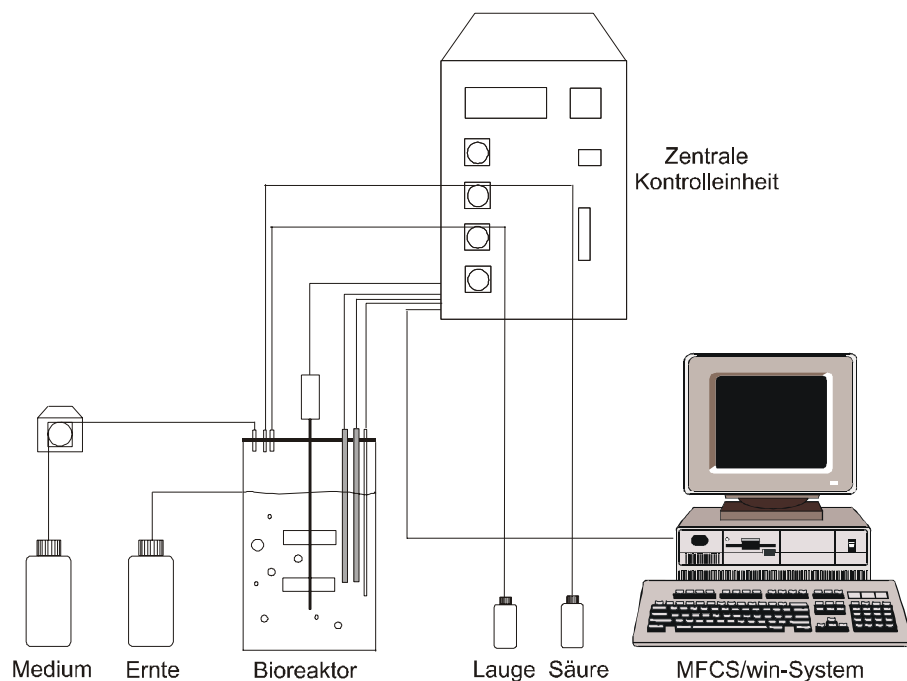 Zentrale
Kontrolleinheit
Medium
Ernte
Bioreaktor
Lauge
Säure
MFCS/win-System